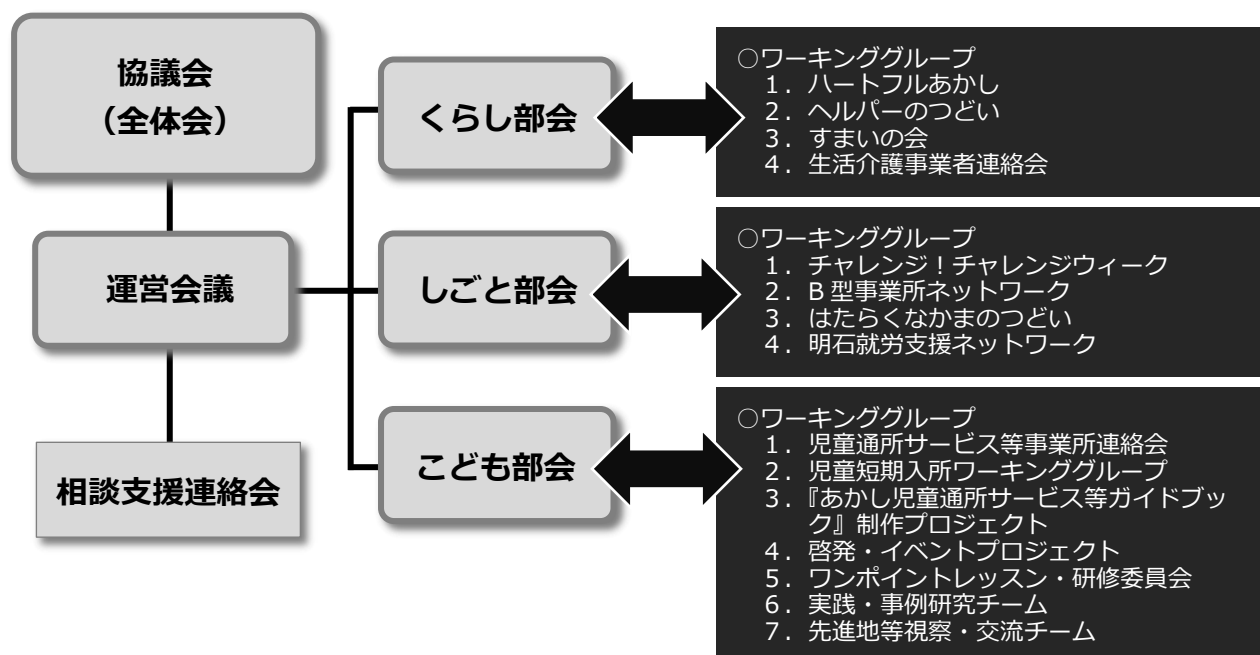 協議会
（全体会）
運営会議
相談支援連絡会
くらし部会
○ワーキンググループ
１．ハートフルあかし
２．ヘルパーのつどい
３．すまいの会
４．生活介護事業者連絡会
しごと部会
○ワーキンググループ
１．チャレンジ！チャレンジウィーク
２．B 型事業所ネットワーク
３．はたらくなかまのつどい
４．明石就労支援ネットワーク
こども部会
○ワーキンググループ
１．児童通所サービス等事業所連絡会
２．児童短期入所ワーキンググループ
３．『あかし児童通所サービス等ガイドブッ
ク』制作プロジェクト
４．啓発・イベントプロジェクト
５．ワンポイントレッスン・研修委員会
６．実践・事例研究チーム
７．先進地等視察・交流チーム